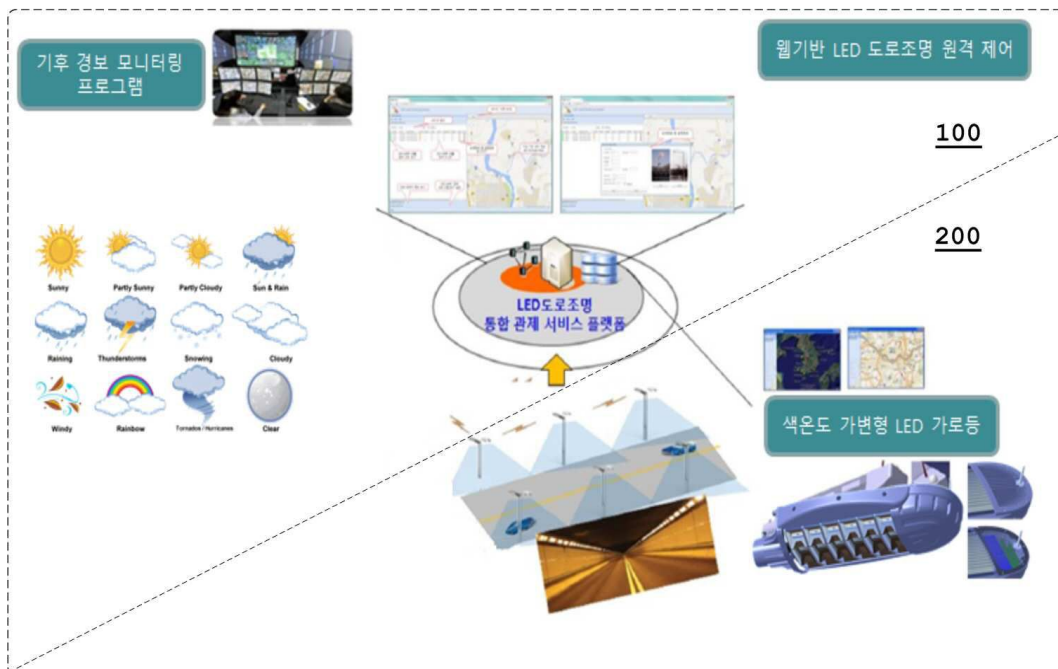 기후 경보 모니터링
프로그램
웹기반 LED 도로조명 원격 제어
100
200
Sunny
Partly Sunny
Partly Cloudy
Sun & Rain
Raining
Thunderstorms
Snowing
Cloudy
Windy
Rainbow
Tornados / Hurricanes
Clear
LED도로조명
통합 관제 서비스 플랫폼
색온도 가변형 LED 가로등